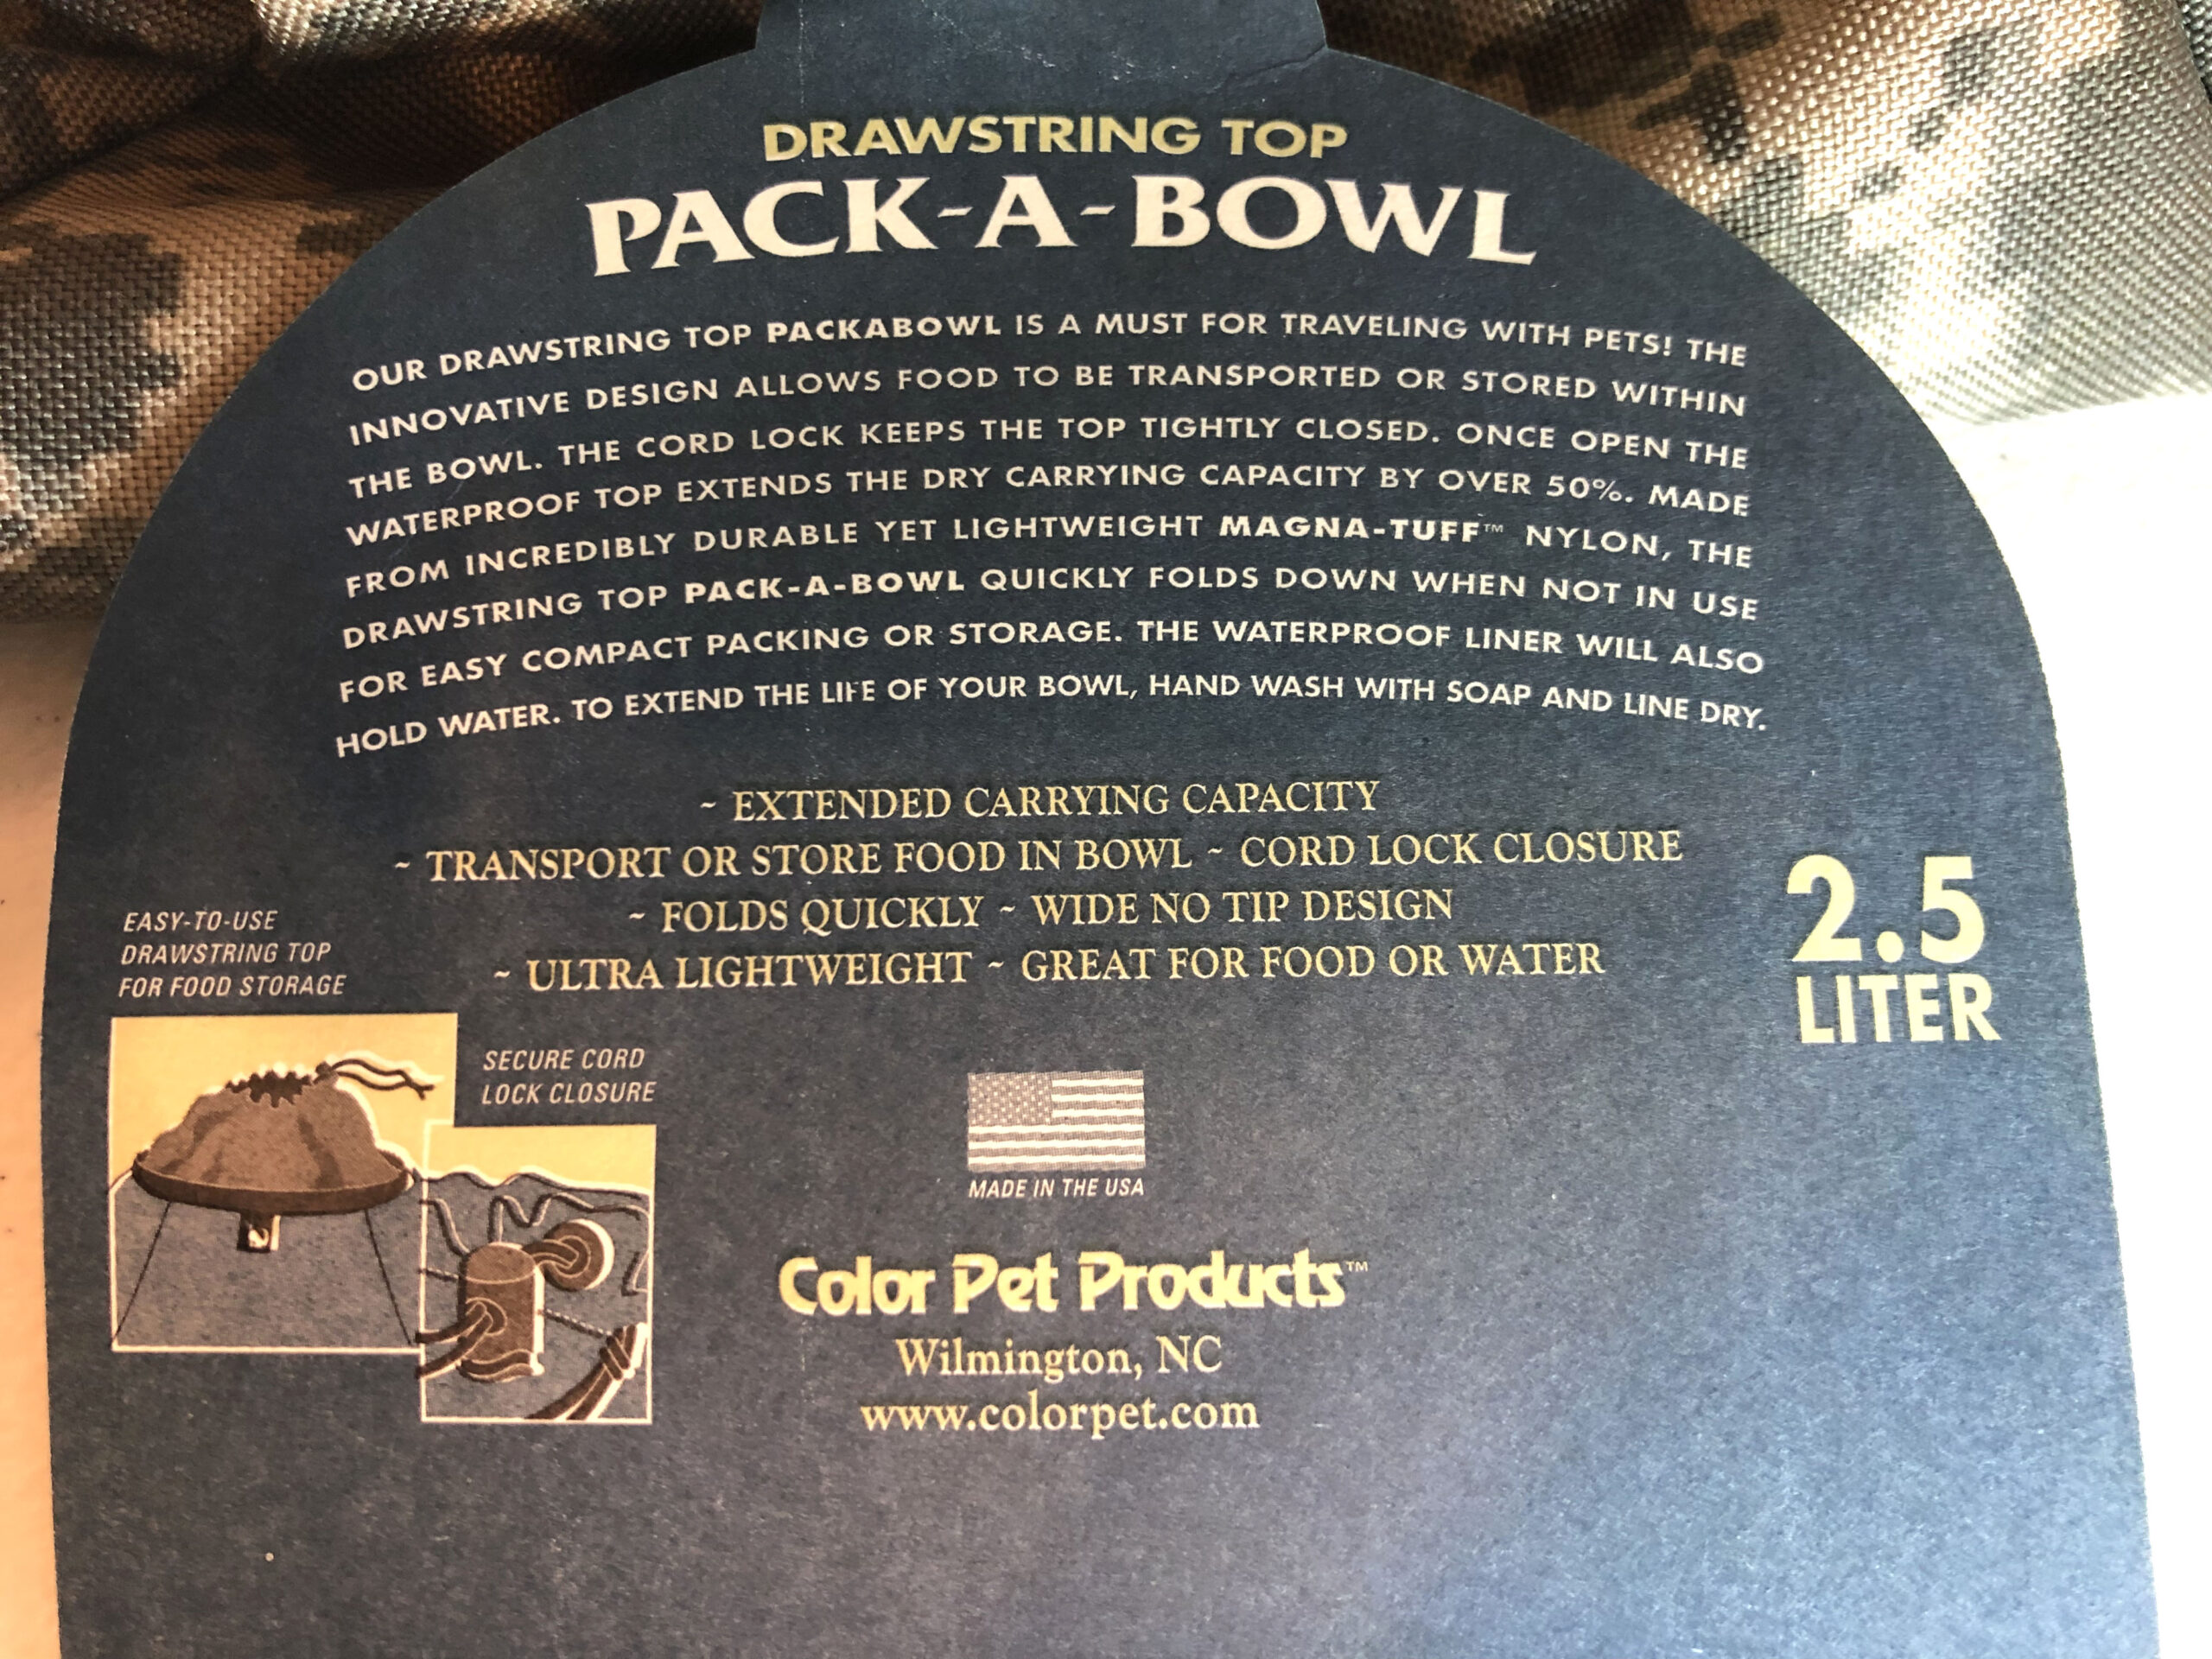 DRAWSTRING TOP
PACK-A-BOWL
OUR DRAWSTRING TOP PACKABOWL IS A MUST FOR TRAVELING WITH PETS! THE
INNOVATIVE DESIGN ALLOWS FOOD TO BE TRANSPORTED OR STORED WITHIN
THE BOWL. THE CORD LOCK KEEPS THE TOP TIGHTLY CLOSED. ONCE OPEN THE
WATERPROOF TOP EXTENDS THE DRY CARRYING CAPACITY BY OVER 50%. MADE
FROM INCREDIBLY DURABLE YET LIGHTWEIGHT MAGNA-TUFF™ NYLON, THE
DRAWSTRING TOP PACK-A-BOWL QUICKLY FOLDS DOWN WHEN NOT IN USE
FOR EASY COMPACT PACKING OR STORAGE. THE WATERPROOF LINER WILL ALSO
HOLD WATER. TO EXTEND THE LIFE OF YOUR BOWL, HAND WASH WITH SOAP AND LINE DRY.
~ EXTENDED CARRYING CAPACITY
~ TRANSPORT OR STORE FOOD IN BOWL ~ CORD LOCK CLOSURE
~ FOLDS QUICKLY ~ WIDE NO TIP DESIGN
~ ULTRA LIGHTWEIGHT ~ GREAT FOR FOOD OR WATER
2.5
LITER
EASY-TO-USE
DRAWSTRING TOP
FOR FOOD STORAGE
SECURE CORD
LOCK CLOSURE
MADE IN THE USA
Color Pet Products™
Wilmington, NC
www.colorpet.com